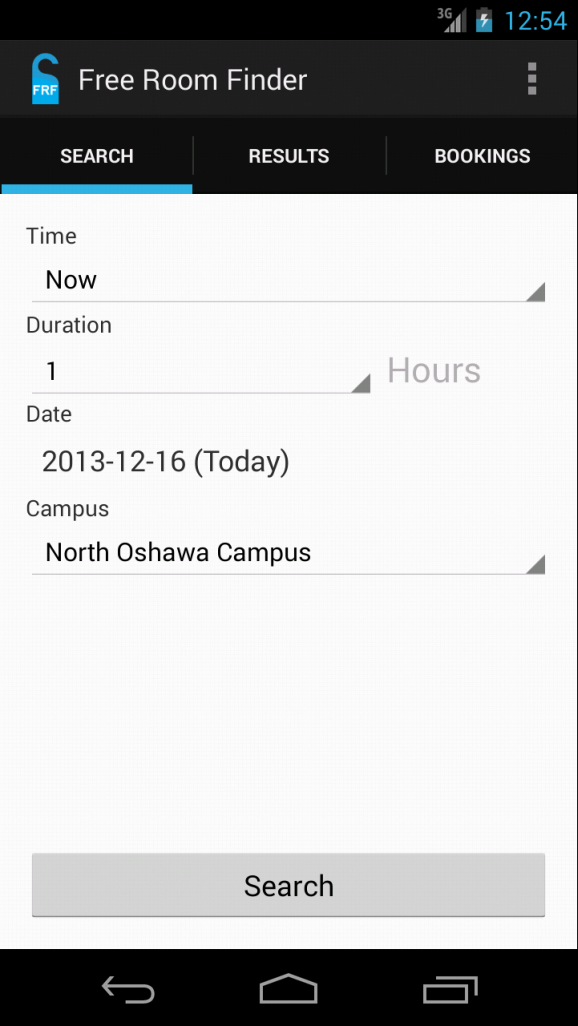 3G 12:54
FRF Free Room Finder
SEARCH RESULTS BOOKINGS
Time
Now
Duration
1 Hours
Date
2013-12-16 (Today)
Campus
North Oshawa Campus
Search